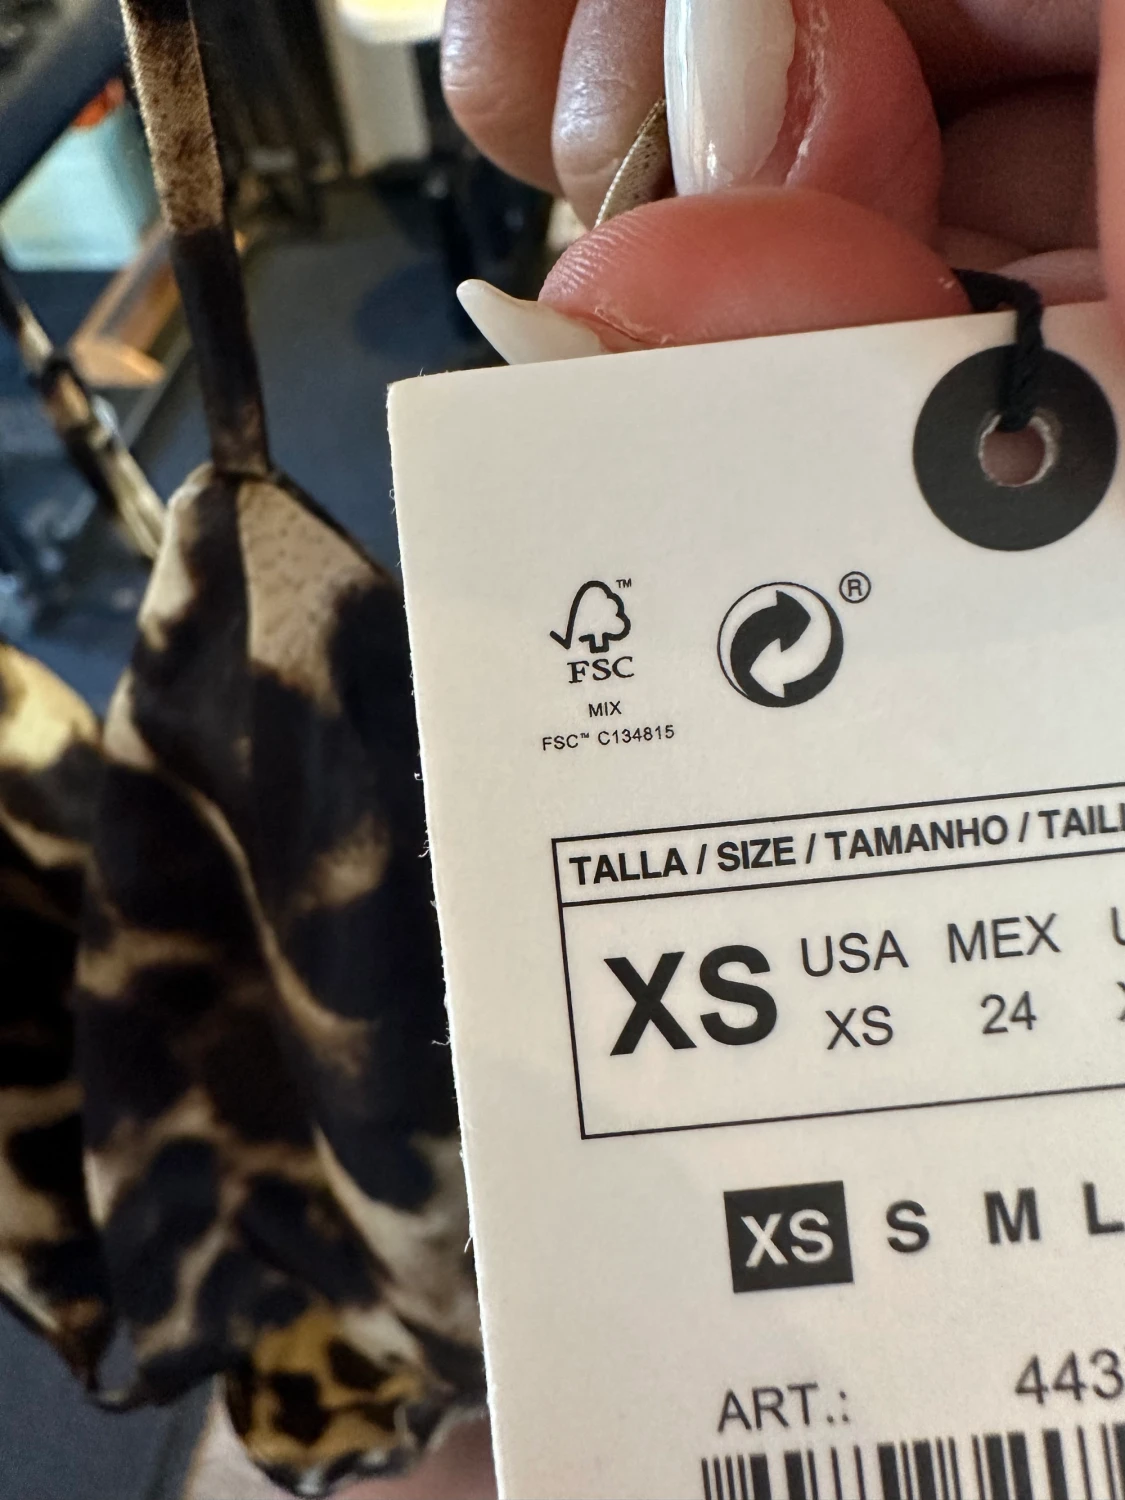 ™
FSC
®
MIX
FSC™ C134815
TALLA / SIZE / TAMANHO /
XS USA MEX
XS 24
XS S M L
ART.: 443